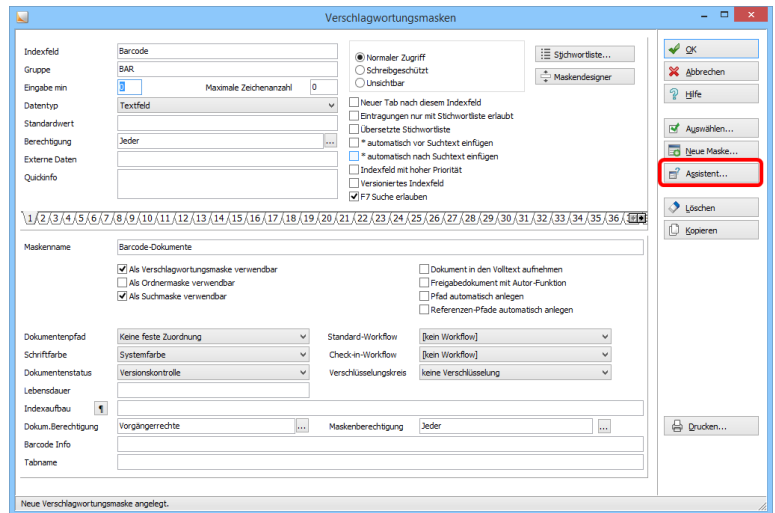 Verschlagwortungsmasken
Indexfeld Barcode
Gruppe BAR
Eingabe min 0 Maximale Zeichenanzahl 0
Datentyp Textfeld
Standardwert
Berechtigung Jeder ...
Externe Daten
Quickinfo
Normaler Zugriff
Schreibgeschützt
Unsichtbar
Stichwortliste...
Maskendesigner
Neuer Tab nach diesem Indexfeld
Eintragungen nur mit Stichwortliste erlaubt
Übersetzte Stichwortliste
* automatisch vor Suchtext einfügen
* automatisch nach Suchtext einfügen
Indexfeld mit hoher Priorität
Versioniertes Indexfeld
F7 Suche erlauben
1 2 3 4 5 6 7 8 9 10 11 12 13 14 15 16 17 18 19 20 21 22 23 24 25 26 27 28 29 30 31 32 33 34 35 36
Maskenname Barcode-Dokumente
Als Verschlagwortungsmaske verwendbar
Als Ordnermaske verwendbar
Als Suchmaske verwendbar
Dokument in den Volltext aufnehmen
Freigabedokument mit Autor-Funktion
Pfad automatisch anlegen
Referenzen-Pfade automatisch anlegen
Dokumentenpfad Keine feste Zuordnung Standard-Workflow [kein Workflow]
Schriftfarbe Systemfarbe Check-in-Workflow [kein Workflow]
Dokumentenstatus Versionskontrolle Verschlüsselungskreis keine Verschlüsselung
Lebensdauer
Indexaufbau ¶
Dokum.Berechtigung Vorgängerrechte ... Maskenberechtigung Jeder ...
Barcode Info
Tabname
OK
Abbrechen
Hilfe
Auswählen...
Neue Maske...
Assistent...
Löschen
Kopieren
Drucken...
Neue Verschlagwortungsmaske angelegt.